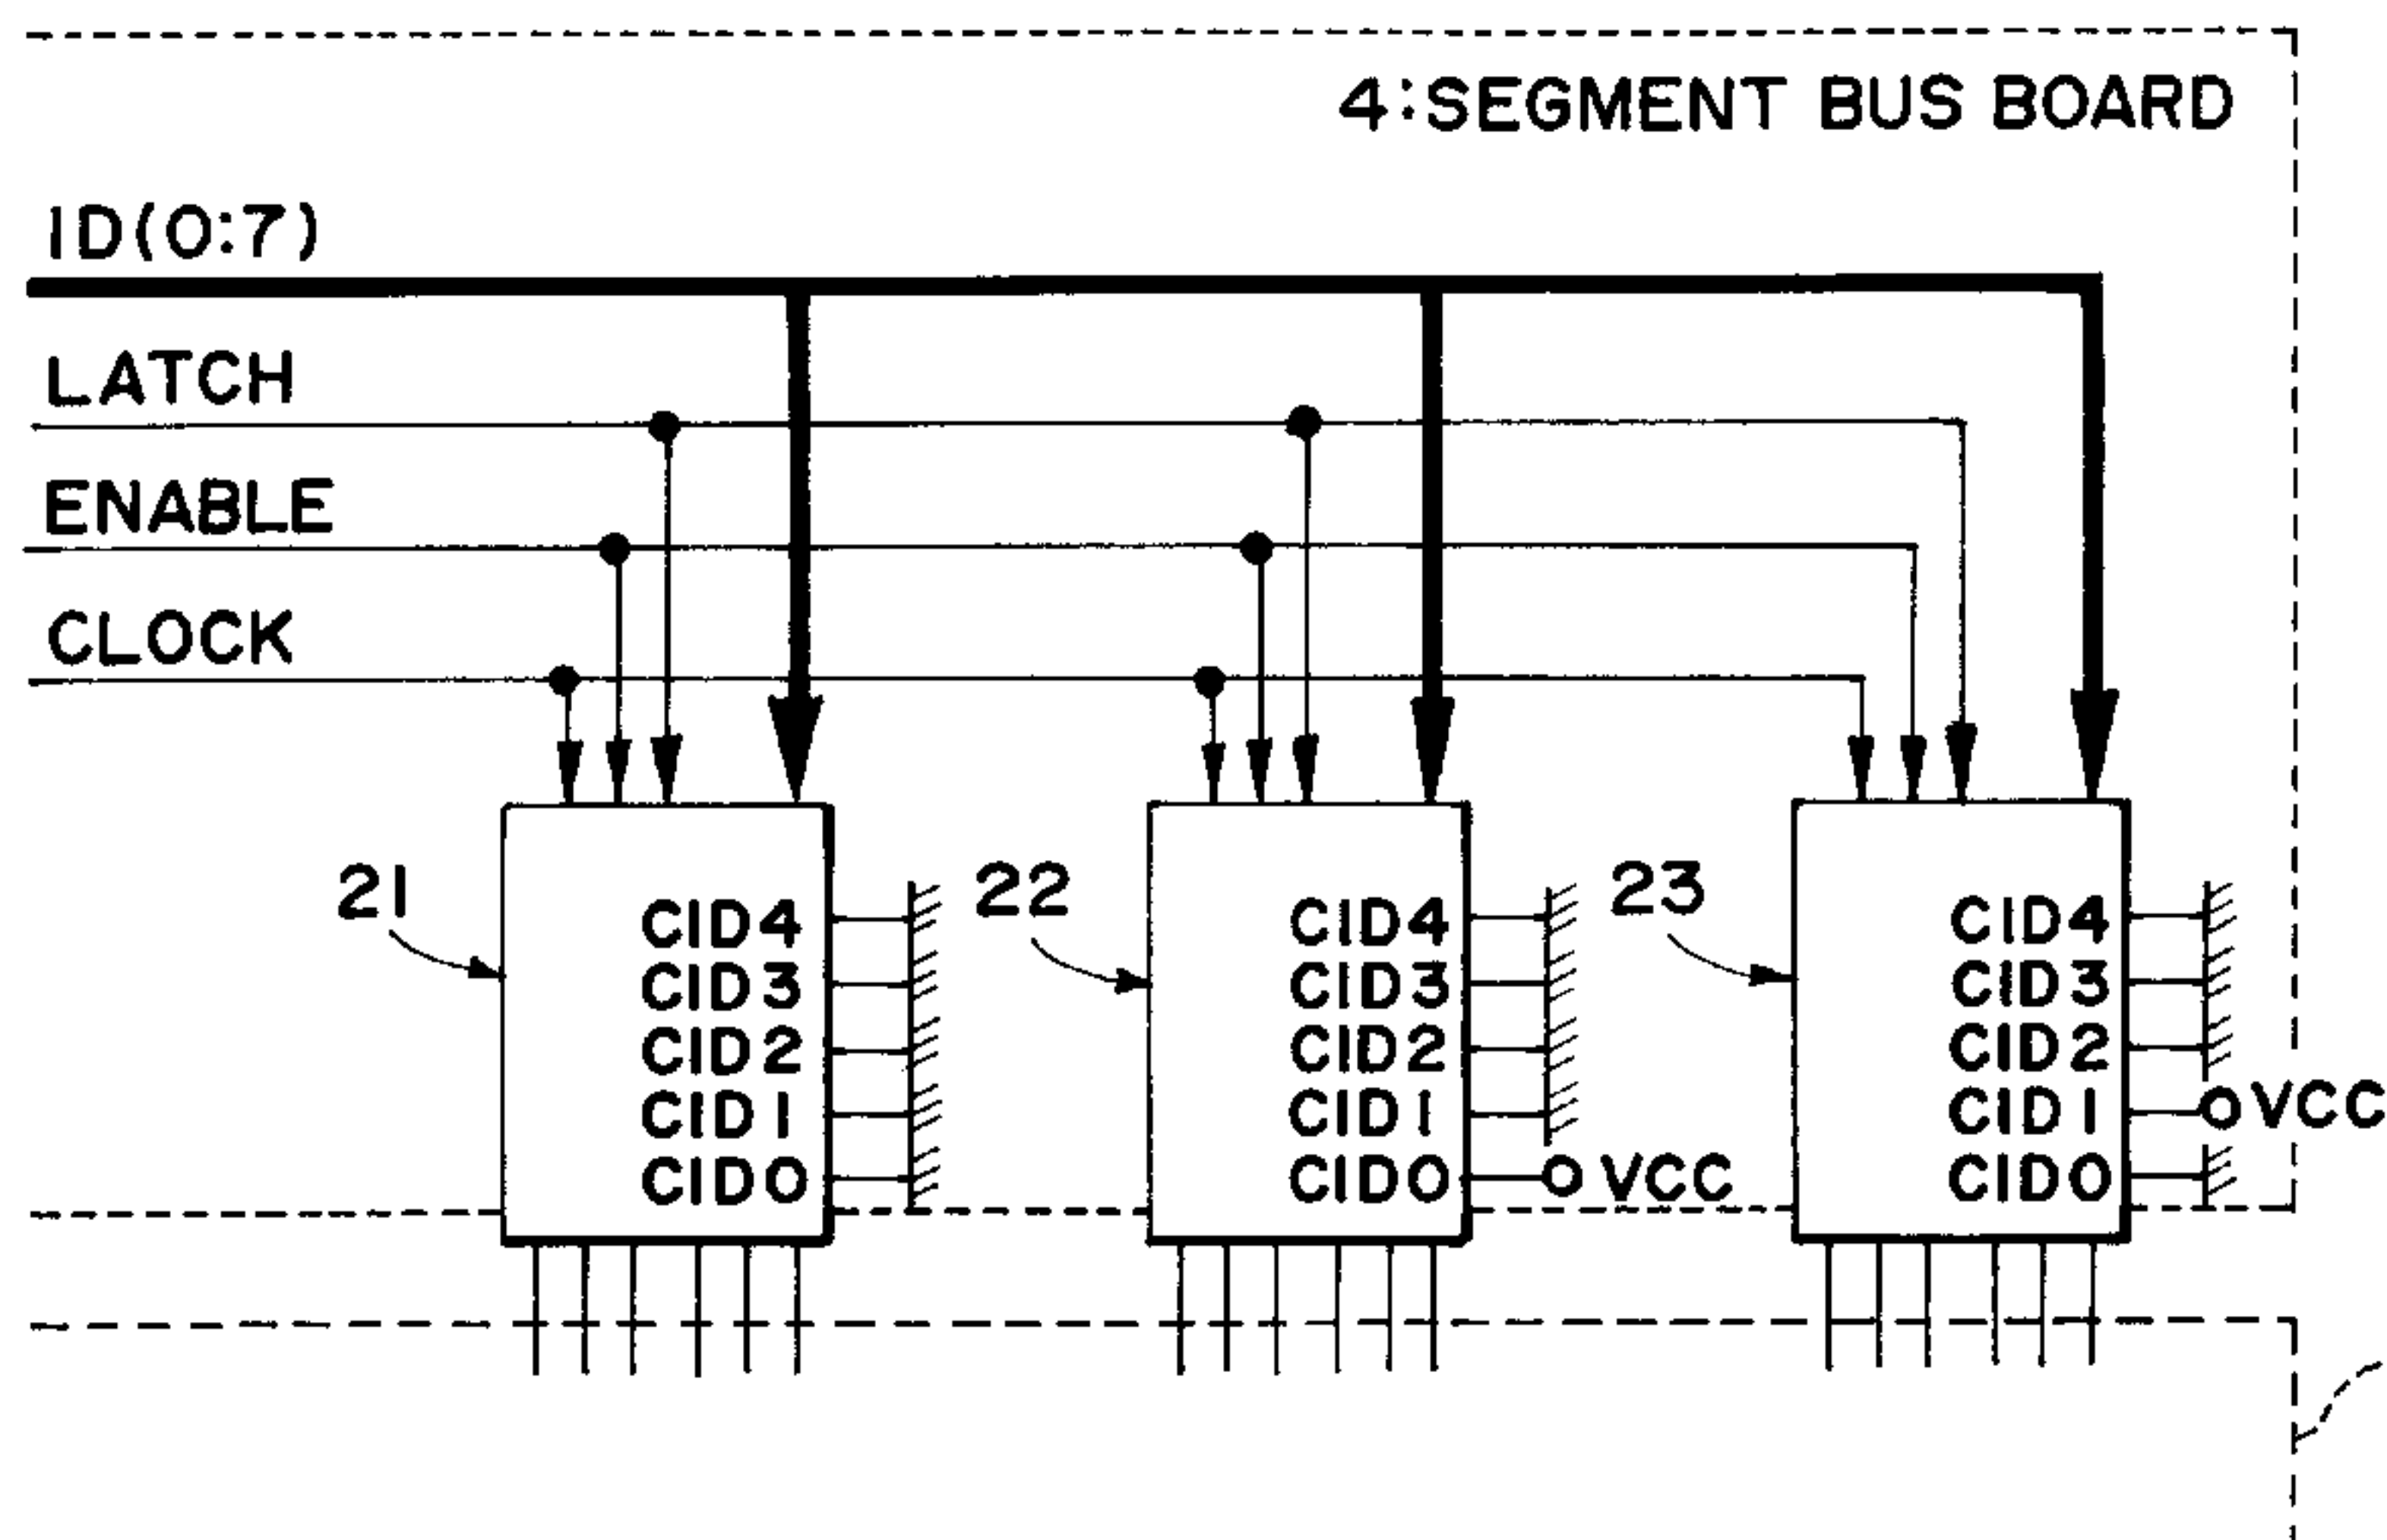 4:SEGMENT BUS BOARD
ID(0:7)
LATCH
ENABLE
CLOCK
21
CID4
CID3
CID2
CID1
CID0
22
CID4
CID3
CID2
CID1
CID0
VCC
23
CID4
CID3
CID2
CID1
VCC
CID0